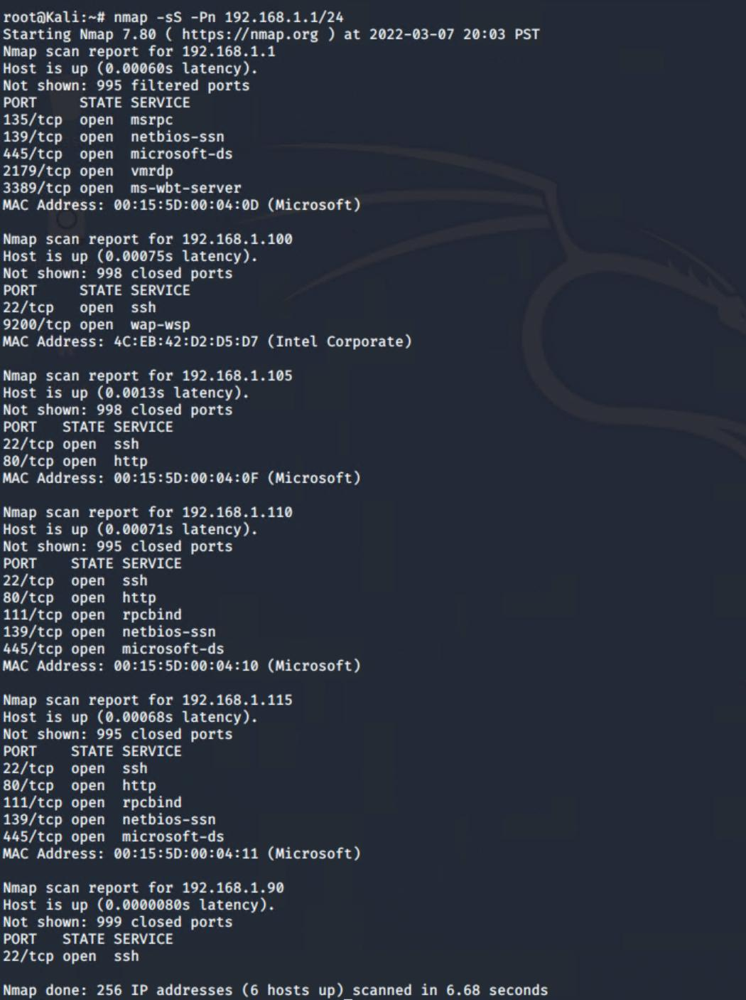 root@Kali:~# nmap -sS -Pn 192.168.1.1/24
Starting Nmap 7.80 ( https://nmap.org ) at 2022-03-07 20:03 PST
Nmap scan report for 192.168.1.1
Host is up (0.00060s latency).
Not shown: 995 filtered ports
PORT     STATE SERVICE
135/tcp  open  msrpc
139/tcp  open  netbios-ssn
445/tcp  open  microsoft-ds
2179/tcp open  vmrdp
3389/tcp open  ms-wbt-server
MAC Address: 00:15:5D:00:04:0D (Microsoft)

Nmap scan report for 192.168.1.100
Host is up (0.00075s latency).
Not shown: 998 closed ports
PORT     STATE SERVICE
22/tcp   open  ssh
9200/tcp open  wap-wsp
MAC Address: 4C:EB:42:D2:D5:D7 (Intel Corporate)

Nmap scan report for 192.168.1.105
Host is up (0.0013s latency).
Not shown: 998 closed ports
PORT   STATE SERVICE
22/tcp open  ssh
80/tcp open  http
MAC Address: 00:15:5D:00:04:0F (Microsoft)

Nmap scan report for 192.168.1.110
Host is up (0.00071s latency).
Not shown: 995 closed ports
PORT    STATE SERVICE
22/tcp  open  ssh
80/tcp  open  http
111/tcp open  rpcbind
139/tcp open  netbios-ssn
445/tcp open  microsoft-ds
MAC Address: 00:15:5D:00:04:10 (Microsoft)

Nmap scan report for 192.168.1.115
Host is up (0.00068s latency).
Not shown: 995 closed ports
PORT    STATE SERVICE
22/tcp  open  ssh
80/tcp  open  http
111/tcp open  rpcbind
139/tcp open  netbios-ssn
445/tcp open  microsoft-ds
MAC Address: 00:15:5D:00:04:11 (Microsoft)

Nmap scan report for 192.168.1.90
Host is up (0.0000080s latency).
Not shown: 999 closed ports
PORT   STATE SERVICE
22/tcp open  ssh

Nmap done: 256 IP addresses (6 hosts up) scanned in 6.68 seconds